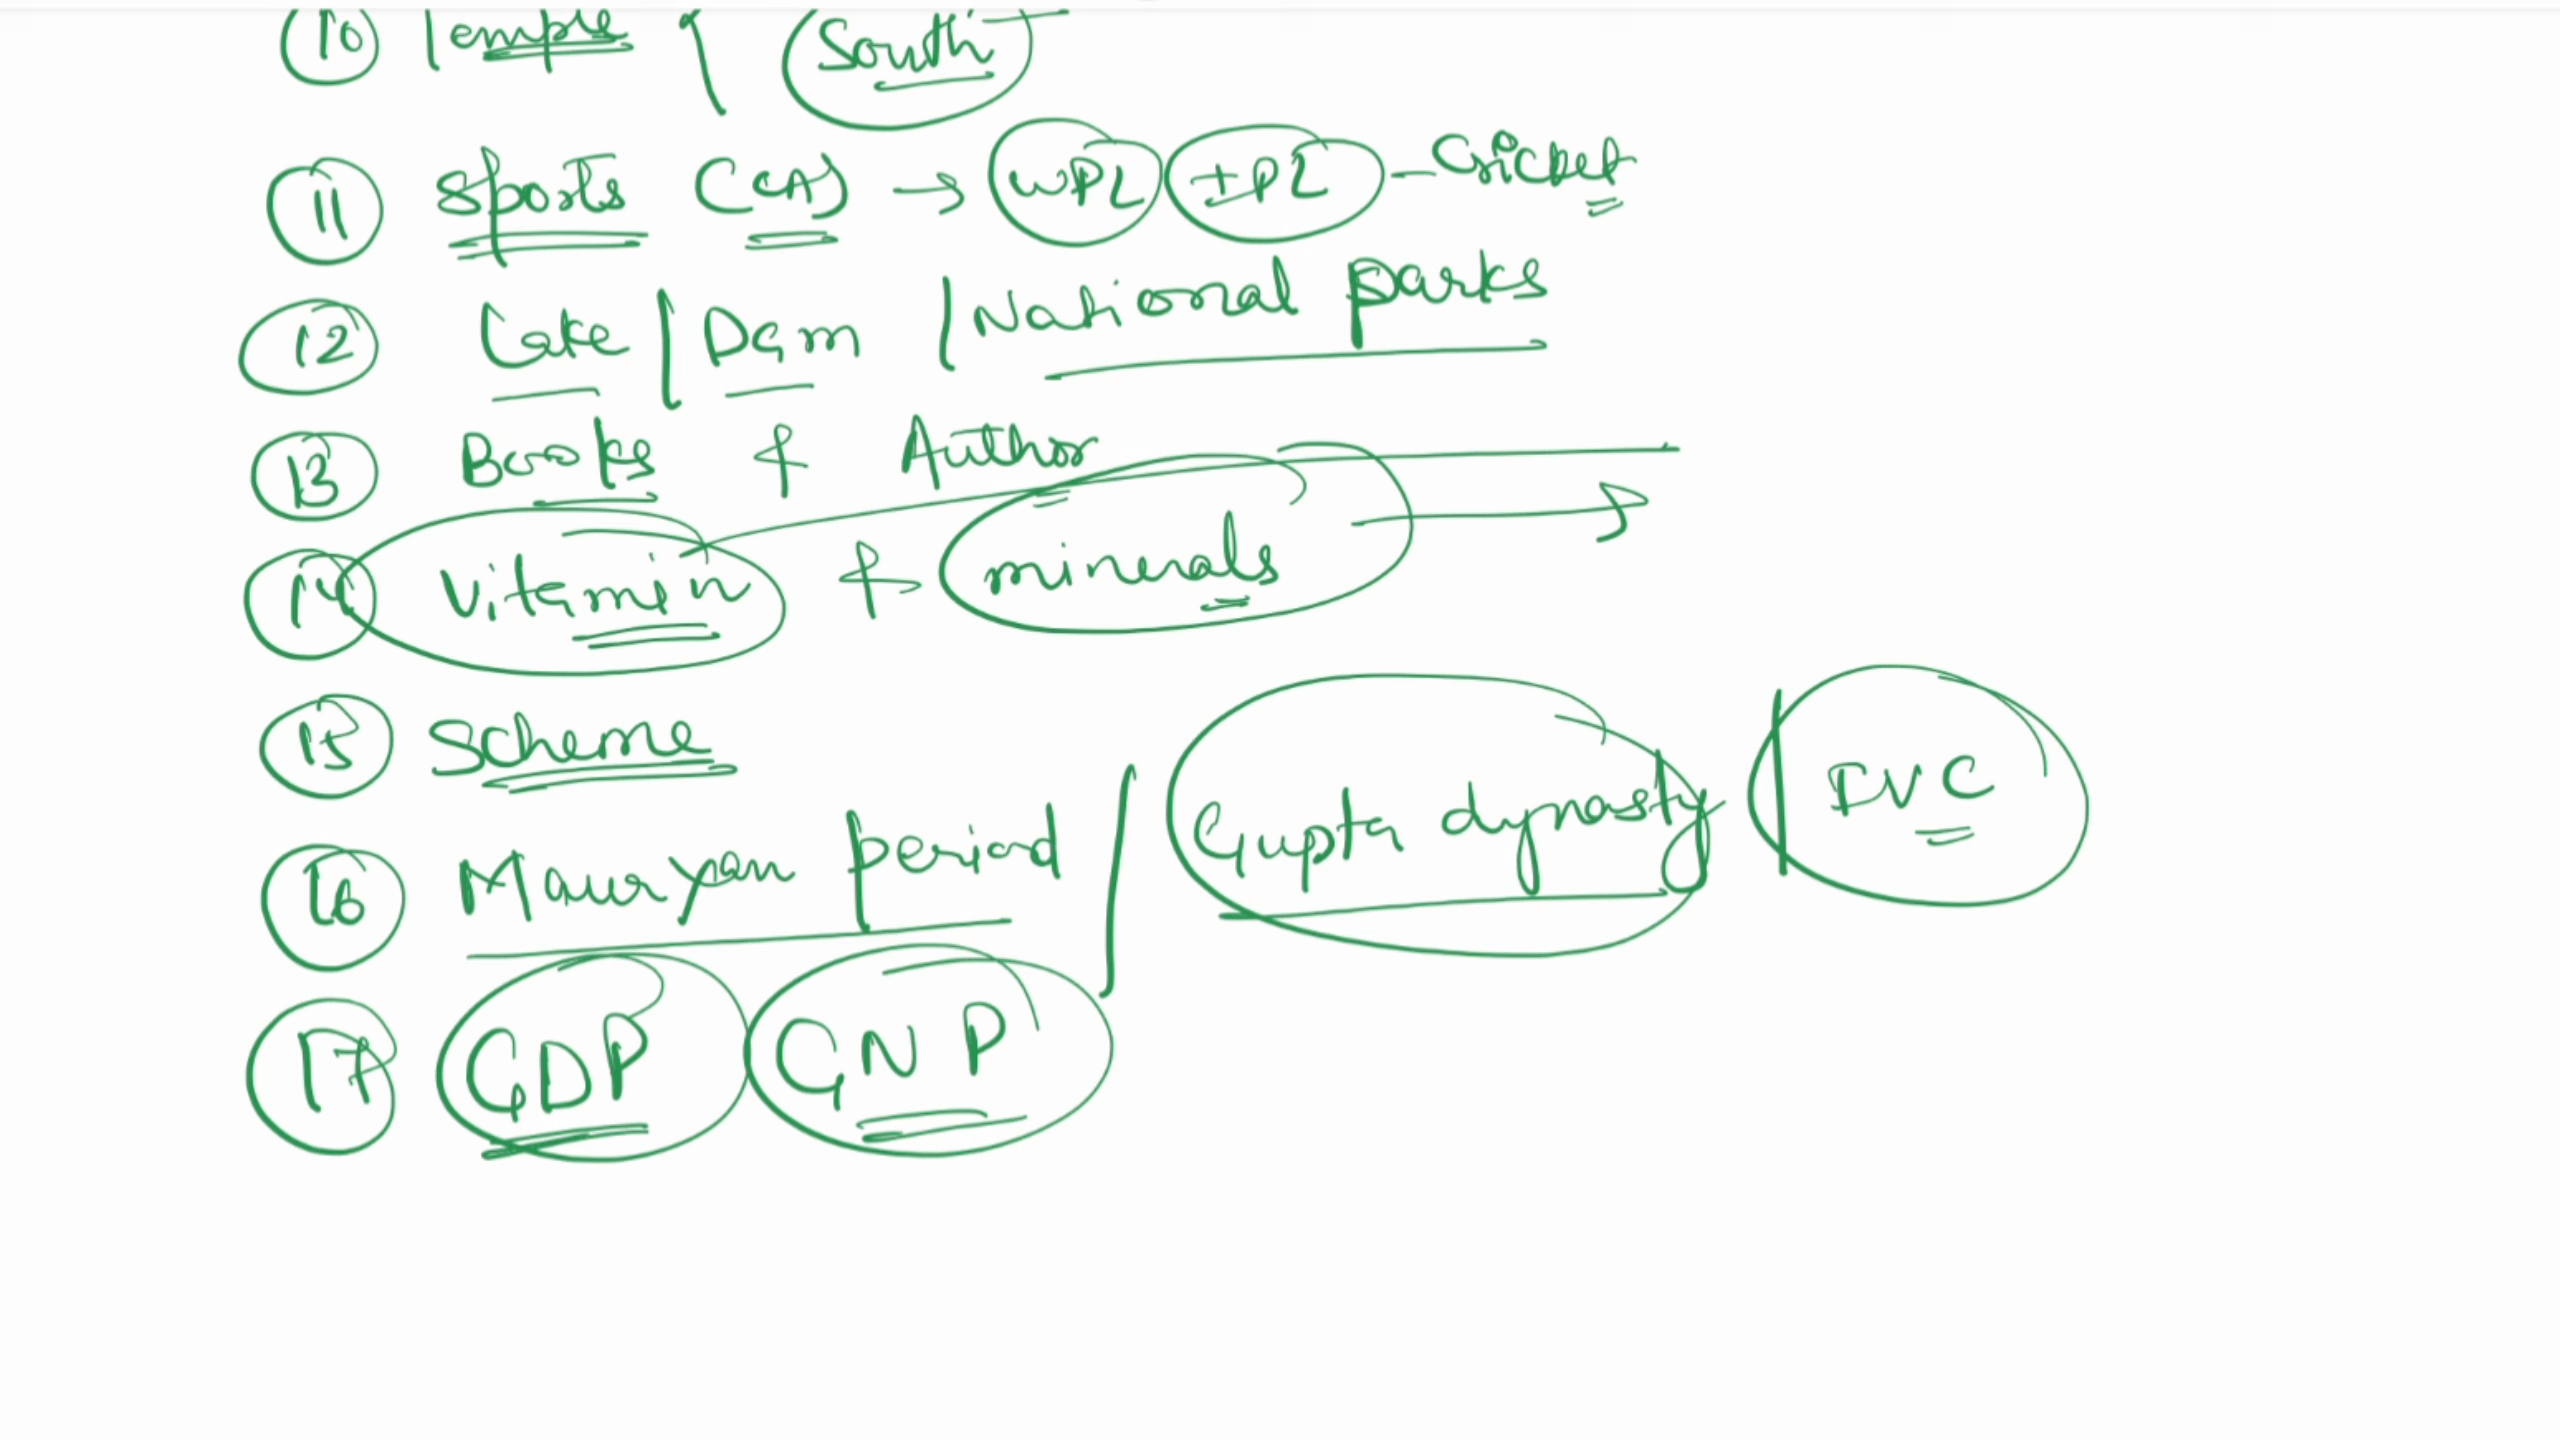 10 Temple { South
11 Sports (CA) → WPL IPL - Cricket
12 Lake | Dam | National parks
13 Books & Author
14 Vitamin & minerals →
15 Scheme
16 Mauryan period / Gupta dynasty | IVC
17 GDP GNP